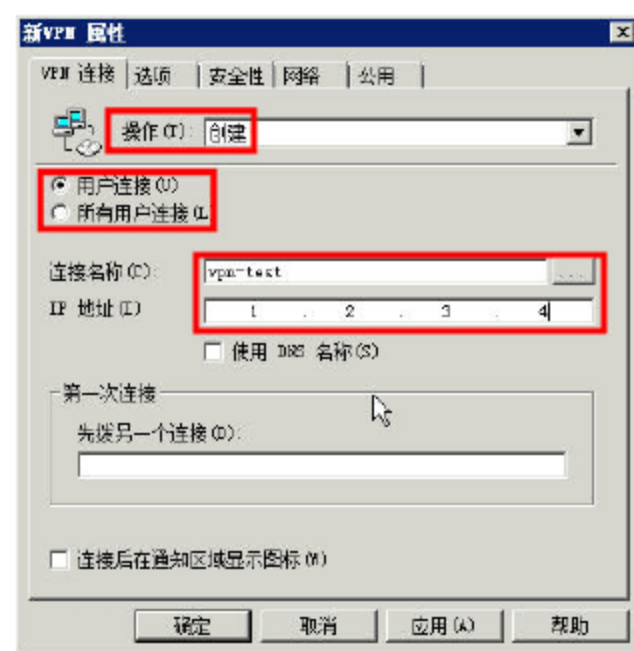 新VPN 属性
VPN 连接 选项 安全性 网络 公用
操作(T): 创建
用户连接(U)
所有用户连接(L
连接名称(C): vpn-test ...
IP 地址(I) 1 . 2 . 3 . 4
使用 DNS 名称(S)
第一次连接
先拨另一个连接(D):
连接后在通知区域显示图标(W)
确定 取消 应用(A) 帮助